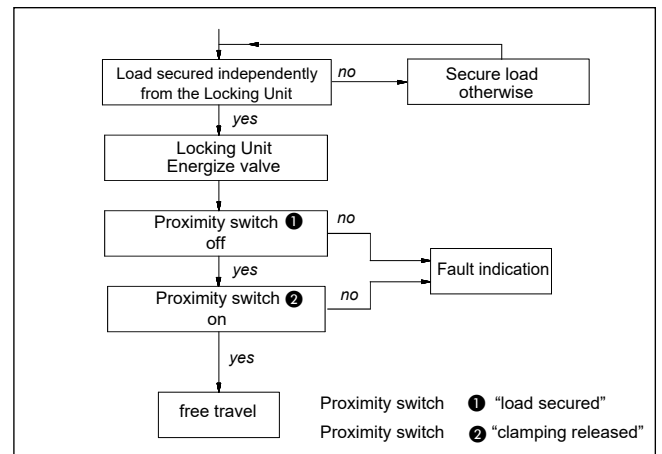 Load secured independently
from the Locking Unit
no
Secure load
otherwise
yes
Locking Unit
Energize valve
Proximity switch ❶
off
no
Fault indication
yes
Proximity switch ❷
on
no
yes
free travel
Proximity switch ❶ “load secured”
Proximity switch ❷ “clamping released”